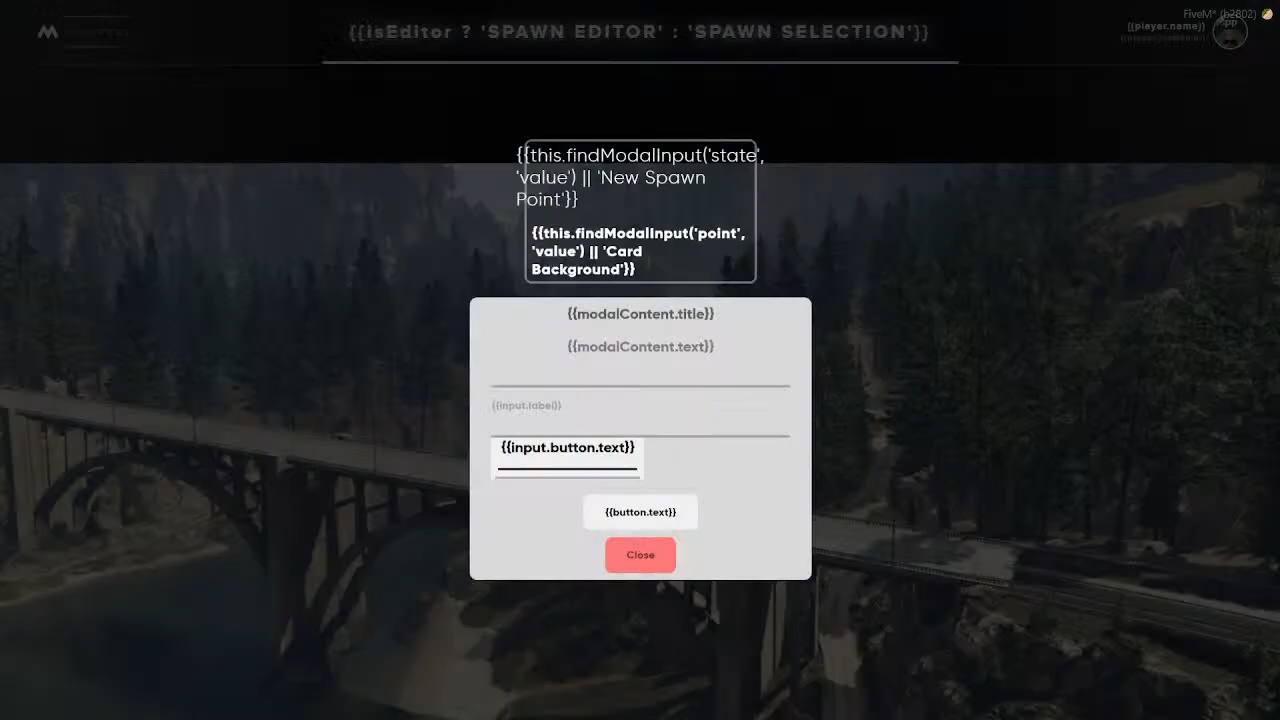 FiveM* (b2802)
{{isEditor ? 'SPAWN EDITOR' : 'SPAWN SELECTION'}}
{{player.name}}
{{this.findModalInput('state',
'value') || 'New Spawn
Point'}}
{{this.findModalInput('point',
'value') || 'Card
Background'}}
{{modalContent.title}}
{{modalContent.text}}
{{input.label}}
{{input.button.text}}
{{button.text}}
Close